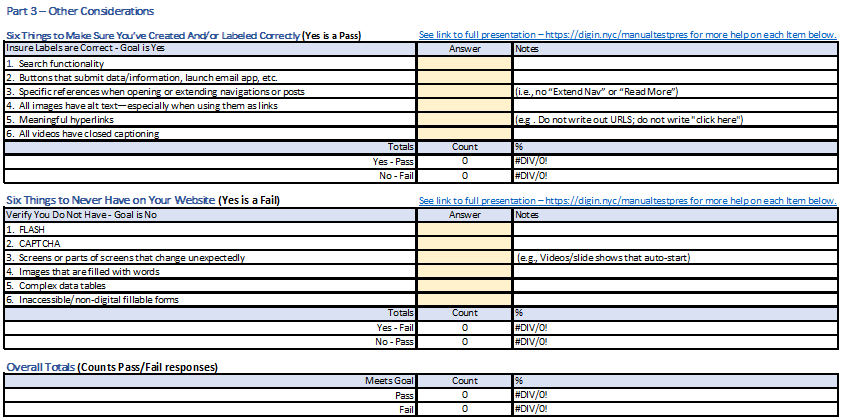 Part 3 – Other Considerations
Six Things to Make Sure You've Created And/or Labeled Correctly (Yes is a Pass) See link to full presentation – https://digin.nyc/manualtestpres for more help on each Item below.
Insure Labels are Correct - Goal is Yes Answer Notes
1. Search functionality
2. Buttons that submit data/information, launch email app, etc.
3. Specific references when opening or extending navigations or posts (i.e., no "Extend Nav" or "Read More")
4. All images have alt text—especially when using them as links
5. Meaningful hyperlinks (e.g . Do not write out URLS; do not write "click here")
6. All videos have closed captioning
Totals Count %
Yes - Pass 0 #DIV/0!
No - Fail 0 #DIV/0!
Six Things to Never Have on Your Website (Yes is a Fail) See link to full presentation – https://digin.nyc/manualtestpres for more help on each Item below.
Verify You Do Not Have - Goal is No Answer Notes
1. FLASH
2. CAPTCHA
3. Screens or parts of screens that change unexpectedly (e.g., Videos/slide shows that auto-start)
4. Images that are filled with words
5. Complex data tables
6. Inaccessible/non-digital fillable forms
Totals Count %
Yes - Fail 0 #DIV/0!
No - Pass 0 #DIV/0!
Overall Totals (Counts Pass/Fail responses)
Meets Goal Count %
Pass 0 #DIV/0!
Fail 0 #DIV/0!